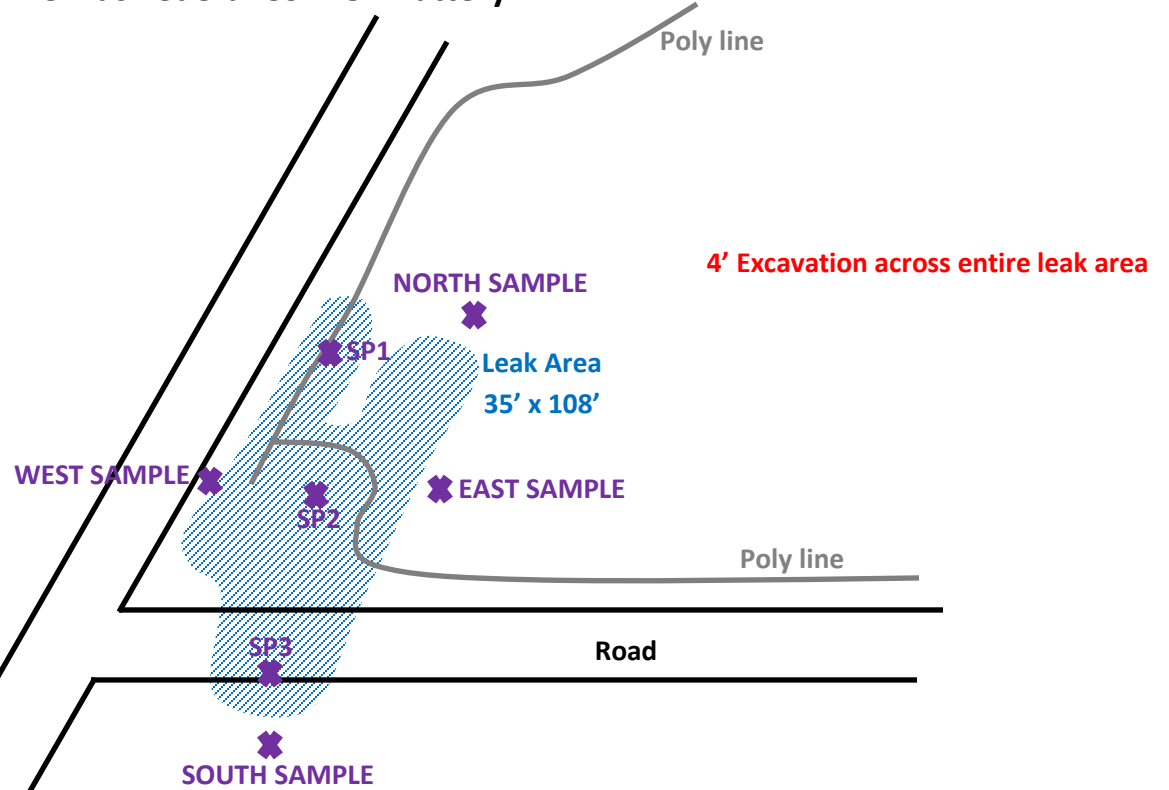 Poly line
4’ Excavation across entire leak area
NORTH SAMPLE
SP1
Leak Area
35’ x 108’
WEST SAMPLE
EAST SAMPLE
SP2
Poly line
SP3
Road
SOUTH SAMPLE